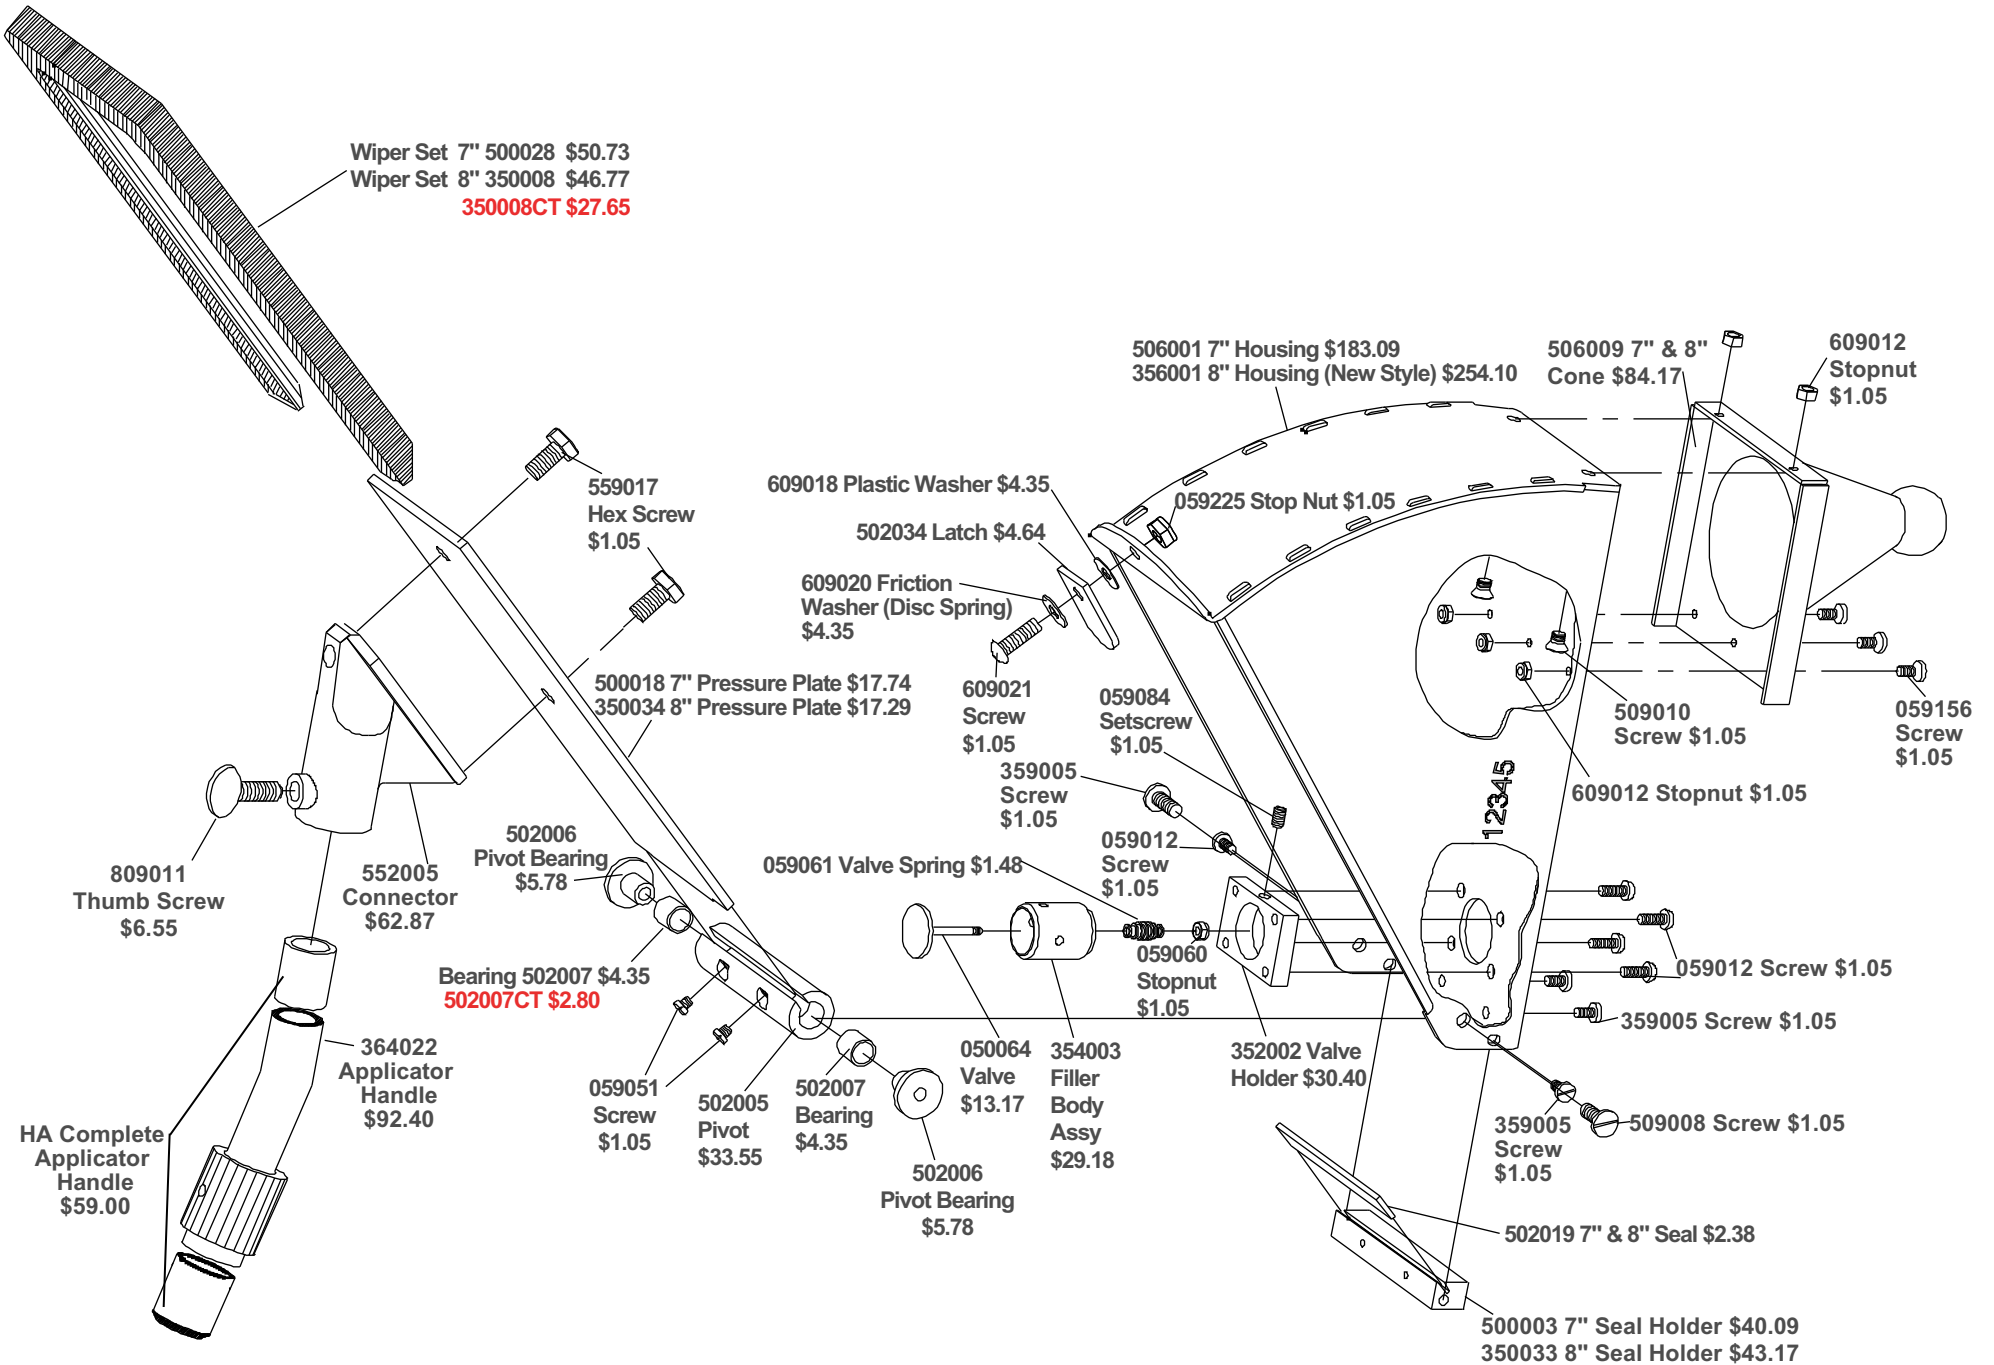 Wiper Set 7" 500028 $50.73
Wiper Set 8" 350008 $46.77
350008CT $27.65
506001 7" Housing $183.09
356001 8" Housing (New Style) $254.10
506009 7" & 8"
Cone $84.17
609012
Stopnut
$1.05
559017
Hex Screw
$1.05
609018 Plastic Washer $4.35
059225 Stop Nut $1.05
502034 Latch $4.64
609020 Friction
Washer (Disc Spring)
$4.35
500018 7" Pressure Plate $17.74
350034 8" Pressure Plate $17.29
609021
Screw
$1.05
059084
Setscrew
$1.05
509010
Screw $1.05
059156
Screw
$1.05
359005
Screw
$1.05
609012 Stopnut $1.05
12345
502006
Pivot Bearing
$5.78
059061 Valve Spring $1.48
059012
Screw
$1.05
809011
Thumb Screw
$6.55
552005
Connector
$62.87
Bearing 502007 $4.35
502007CT $2.80
059060
Stopnut
$1.05
059012 Screw $1.05
359005 Screw $1.05
364022
Applicator
Handle
$92.40
059051
Screw
$1.05
502005
Pivot
$33.55
502007
Bearing
$4.35
050064
Valve
$13.17
354003
Filler
Body
Assy
$29.18
352002 Valve
Holder $30.40
HA Complete
Applicator
Handle
$59.00
502006
Pivot Bearing
$5.78
359005
Screw
$1.05
509008 Screw $1.05
502019 7" & 8" Seal $2.38
500003 7" Seal Holder $40.09
350033 8" Seal Holder $43.17